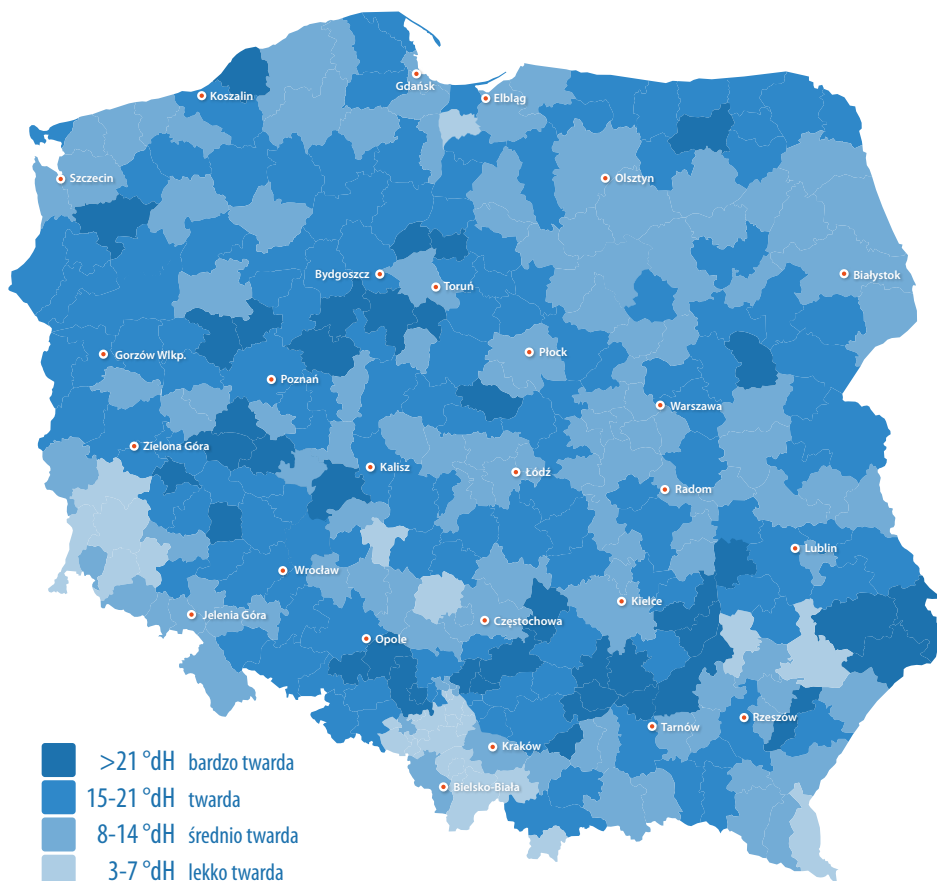 Koszalin
Gdańsk
Elbląg
Szczecin
Olsztyn
Bydgoszcz
Toruń
Białystok
Gorzów Wlkp.
Płock
Poznań
Warszawa
Zielona Góra
Kalisz
Łódź
Radom
Lublin
Wrocław
Kielce
Jelenia Góra
Częstochowa
Opole
Rzeszów
Tarnów
Kraków
Bielsko-Biała
>21 °dH bardzo twarda
15-21 °dH twarda
8-14 °dH średnio twarda
3-7 °dH lekko twarda